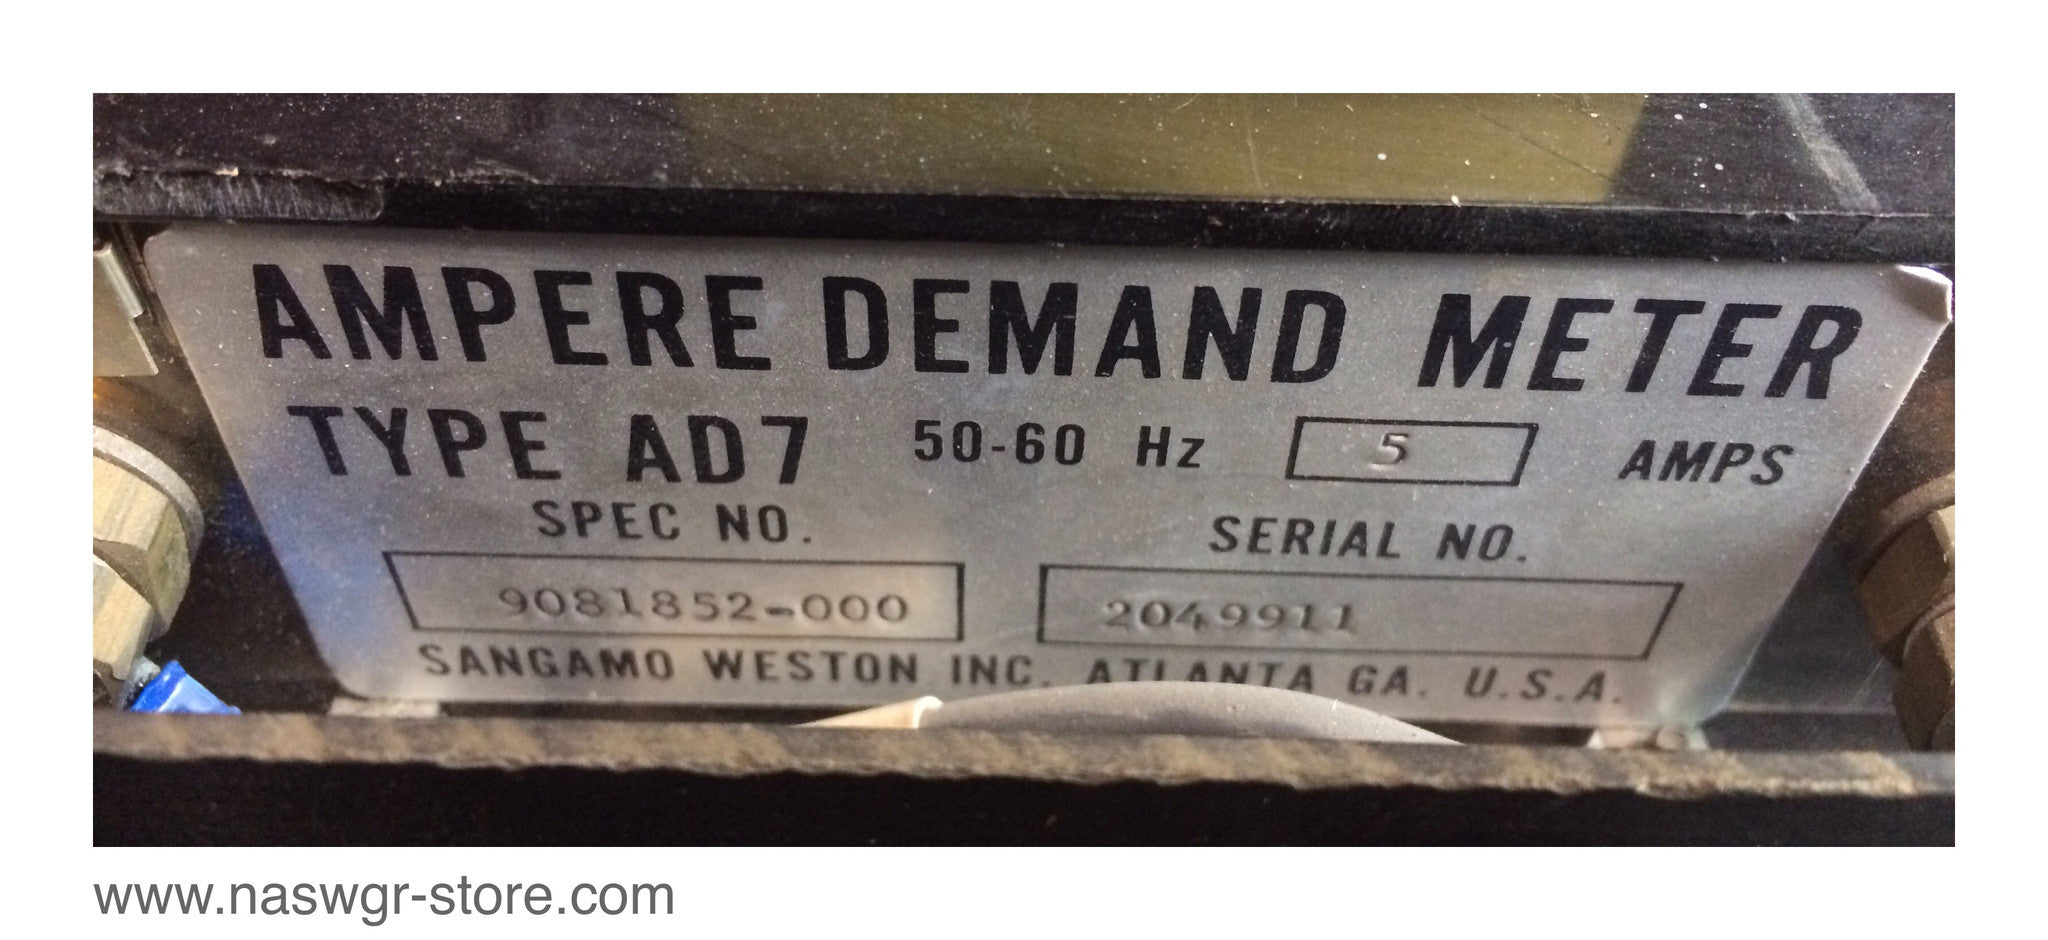 AMPERE DEMAND METER
TYPE AD7 50-60 Hz 5 AMPS
SPEC NO. SERIAL NO.
9081852-000 2049911
SANGAMO WESTON INC. ATLANTA GA. U.S.A.
www.naswgr-store.com